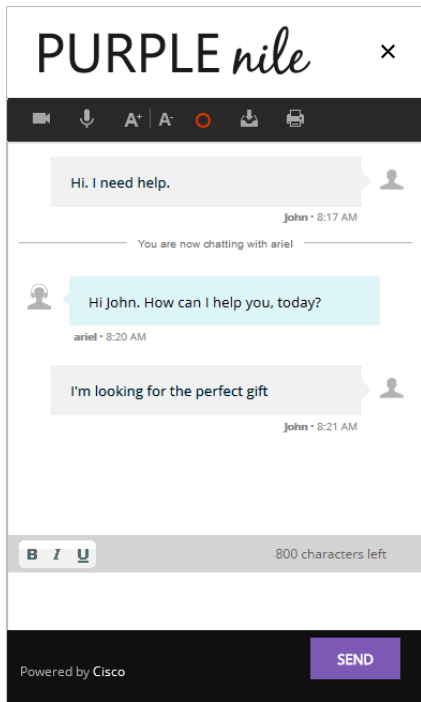 PURPLE nile
A+ A-
Hi. I need help.
John • 8:17 AM
You are now chatting with ariel
Hi John. How can I help you, today?
ariel • 8:20 AM
I'm looking for the perfect gift
John • 8:21 AM
B I U 800 characters left
SEND
Powered by Cisco